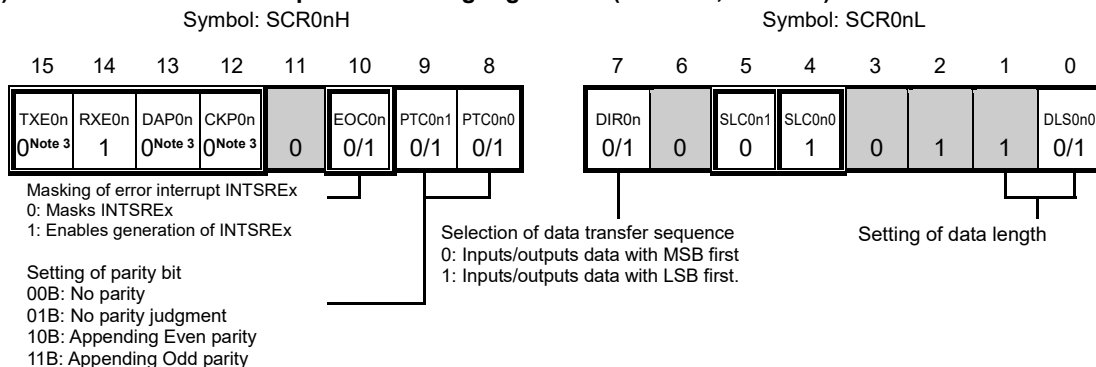 Symbol: SCR0nH
Symbol: SCR0nL
15 14 13 12 11 10 9 8
7 6 5 4 3 2 1 0
TXE0n RXE0n DAP0n CKP0n EOC0n PTC0n1 PTC0n0
DIR0n SLC0n1 SLC0n0 DLS0n0
0Note 3 1 0Note 3 0Note 3 0 0/1 0/1 0/1
0/1 0 0 1 0 1 1 0/1
Masking of error interrupt INTSREx
0: Masks INTSREx
1: Enables generation of INTSREx
Setting of parity bit
00B: No parity
01B: No parity judgment
10B: Appending Even parity
11B: Appending Odd parity
Selection of data transfer sequence
0: Inputs/outputs data with MSB first
1: Inputs/outputs data with LSB first.
Setting of data length